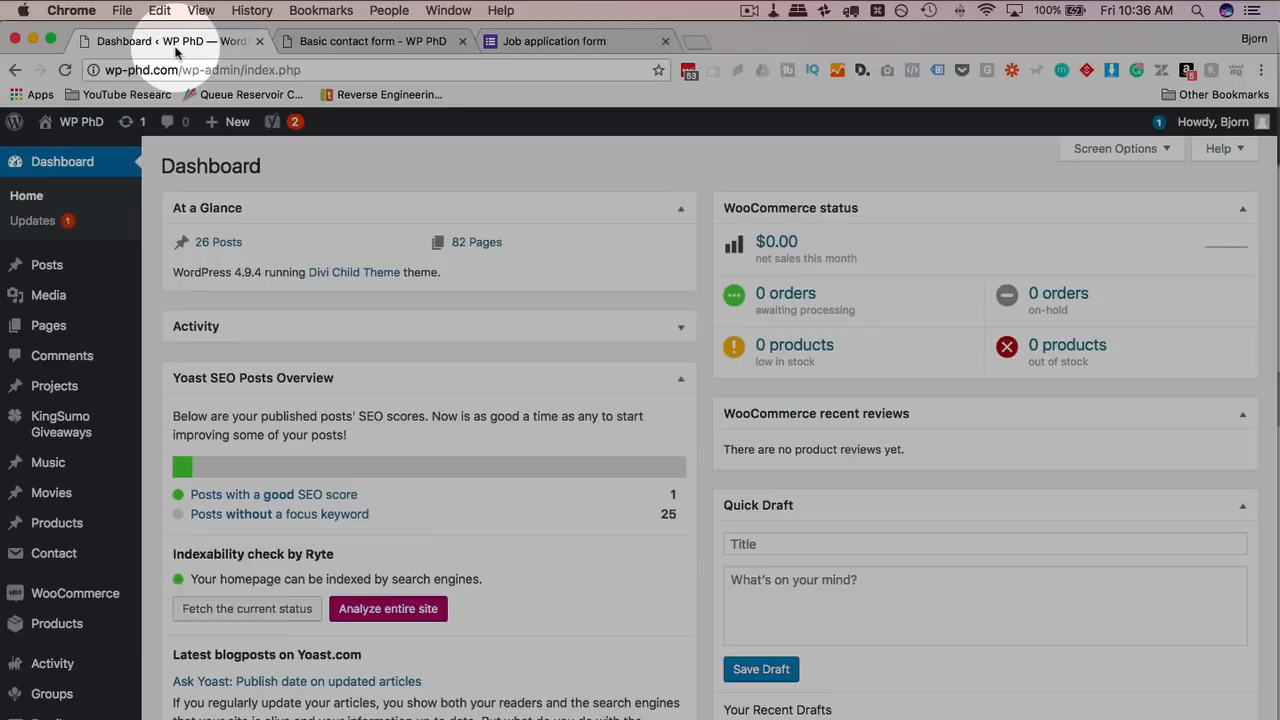 Chrome File Edit View History Bookmarks People Window Help 100% Fri 10:36 AM
Dashboard ‹ WP PhD — WordP Basic contact form - WP PhD Job application form Bjorn
wp-phd.com/wp-admin/index.php 53 5
Apps YouTube Researc Queue Reservoir C... Reverse Engineerin... Other Bookmarks
WP PhD 1 0 New 2 1 Howdy, Bjorn
Dashboard
Home
Updates 1
Posts
Media
Pages
Comments
Projects
KingSumo
Giveaways
Music
Movies
Products
Contact
WooCommerce
Products
Activity
Groups
Screen Options Help
Dashboard
At a Glance
26 Posts 82 Pages
WordPress 4.9.4 running Divi Child Theme theme.
Activity
Yoast SEO Posts Overview
Below are your published posts' SEO scores. Now is as good a time as any to start
improving some of your posts!
Posts with a good SEO score 1
Posts without a focus keyword 25
Indexability check by Ryte
Your homepage can be indexed by search engines.
Fetch the current status Analyze entire site
Latest blogposts on Yoast.com
Ask Yoast: Publish date on updated articles
If you regularly update your articles, you show both your readers and the search engines
WooCommerce status
$0.00
net sales this month
0 orders 0 orders
awaiting processing on-hold
0 products 0 products
low in stock out of stock
WooCommerce recent reviews
There are no product reviews yet.
Quick Draft
Title
What's on your mind?
Save Draft
Your Recent Drafts